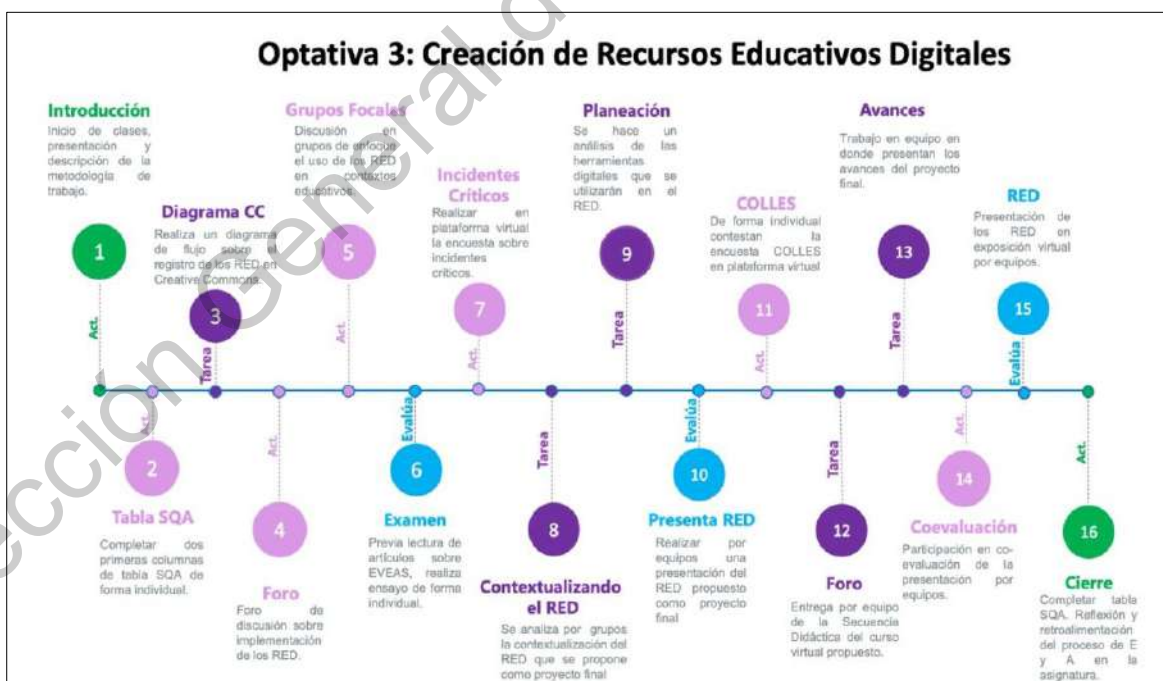 Optativa 3: Creación de Recursos Educativos Digitales
Introducción
Inicio de clases,
presentación y
descripción de la
metodología de
trabajo.
1
Act.
2
Act.
Tabla SQA
Completar dos
primeras columnas
de tabla SQA de
forma individual.
Diagrama CC
Realiza un diagrama
de flujo sobre el
registro de los RED en
Creative Commons.
3
Tarea
4
Act.
Foro
Foro de
discusión sobre
implementación
de los RED.
Grupos Focales
Discusión en
grupos de enfoque
el uso de los RED
en contextos
educativos.
5
Act.
Evalúa
6
Examen
Previa lectura de
artículos sobre
EVEAS, realiza
ensayo de forma
individual.
Incidentes
Críticos
Realizar en
plataforma virtual
la encuesta sobre
incidentes
críticos.
7
Act.
Tarea
8
Contextualizando
el RED
Se analiza por grupos
la contextualización del
RED que se propone
como proyecto final
Planeación
Se hace un
análisis de las
herramientas
digitales que se
utilizarán en el
RED.
9
Tarea
Evalúa
10
Presenta RED
Realizar por
equipos una
presentación del
RED propuesto
como proyecto
final
COLLES
De forma individual
contestan la
encuesta COLLES
en plataforma virtual
11
Act.
Tarea
12
Foro
Entrega por equipo
de la Secuencia
Didáctica del curso
virtual propuesto.
Avances
Trabajo en equipo en
donde presentan los
avances del proyecto
final.
13
Tarea
Act.
14
Coevaluación
Participación en co-
evaluación de la
presentación por
equipos.
RED
Presentación de
los RED en
exposición virtual
por equipos.
15
Evalúa
Act.
16
Cierre
Completar tabla
SQA. Reflexión y
retroalimentación
del proceso de E
y A en la
asignatura.
ección General d